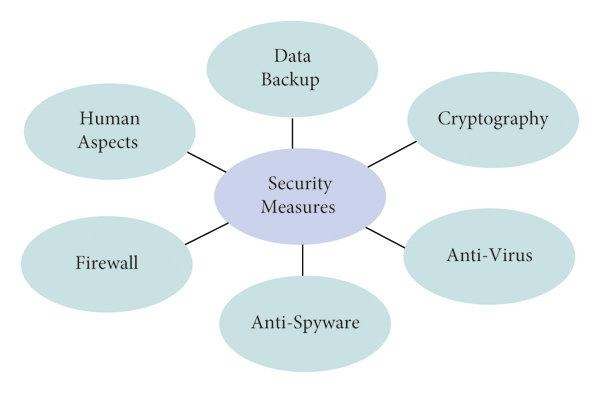 Data
Backup
Human
Aspects
Cryptography
Security
Measures
Firewall
Anti-Virus
Anti-Spyware